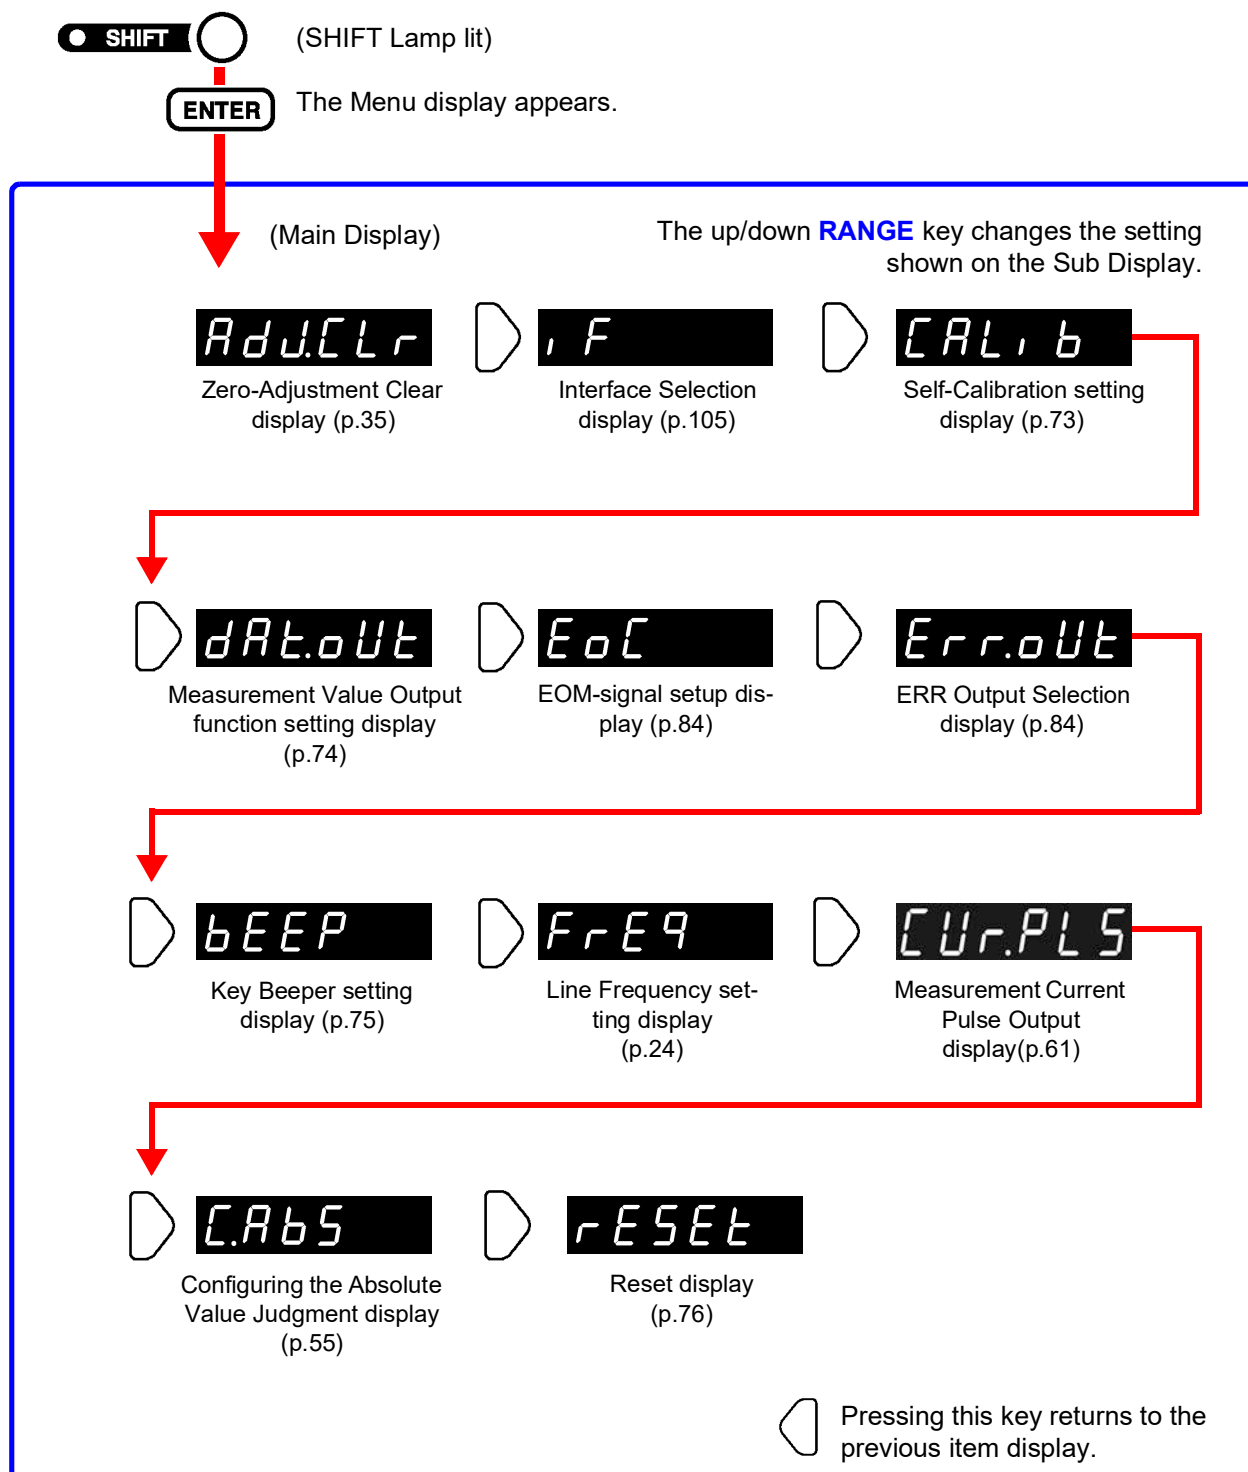 SHIFT (SHIFT Lamp lit)
ENTER The Menu display appears.
(Main Display)
The up/down RANGE key changes the setting
shown on the Sub Display.
AdJ.CLr
Zero-Adjustment Clear
display (p.35)
iF
Interface Selection
display (p.105)
CALib
Self-Calibration setting
display (p.73)
dAt.oUt
Measurement Value Output
function setting display
(p.74)
EoC
EOM-signal setup dis-
play (p.84)
Err.oUt
ERR Output Selection
display (p.84)
bEEP
Key Beeper setting
display (p.75)
FrEq
Line Frequency set-
ting display
(p.24)
CUr.PLS
Measurement Current
Pulse Output
display(p.61)
C.AbS
Configuring the Absolute
Value Judgment display
(p.55)
rESEt
Reset display
(p.76)
Pressing this key returns to the
previous item display.